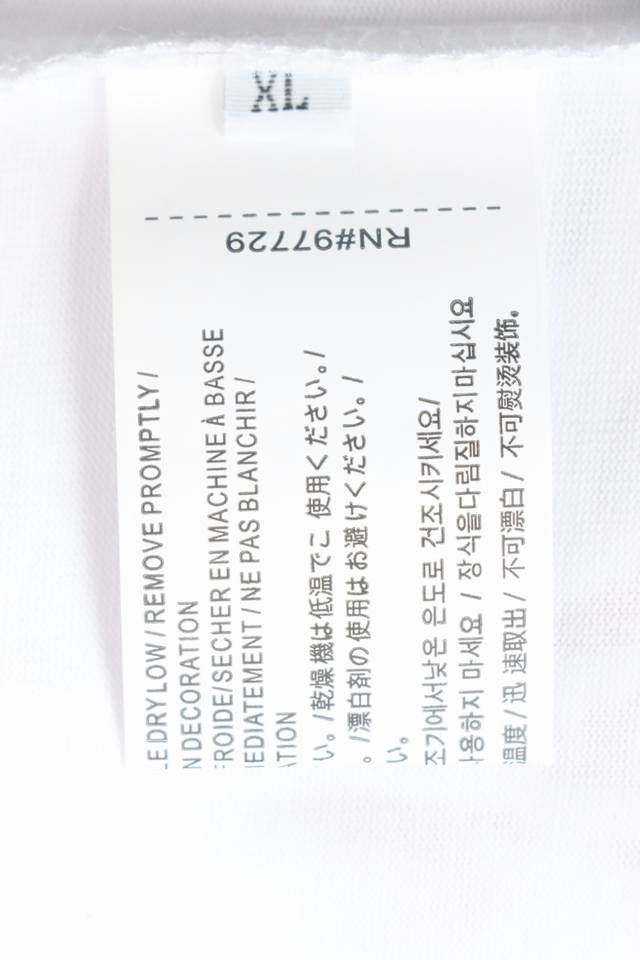 XL
RN#97729
LE DRY LOW / REMOVE PROMPTLY /
N DECORATION
FROIDE/SECHER EN MACHINE À BASSE
EDIATEMENT / NE PAS BLANCHIR /
ATION
い。/乾燥機は低温でご 使用ください。/
。/漂白剤の使用はお避けください。/
い。
조기에서낮은 온도로 건조시키세요/
용하지 마세요 / 장식을다림질하지마십시요
温度 / 迅 速取出 / 不可漂白 / 不可熨烫装饰。